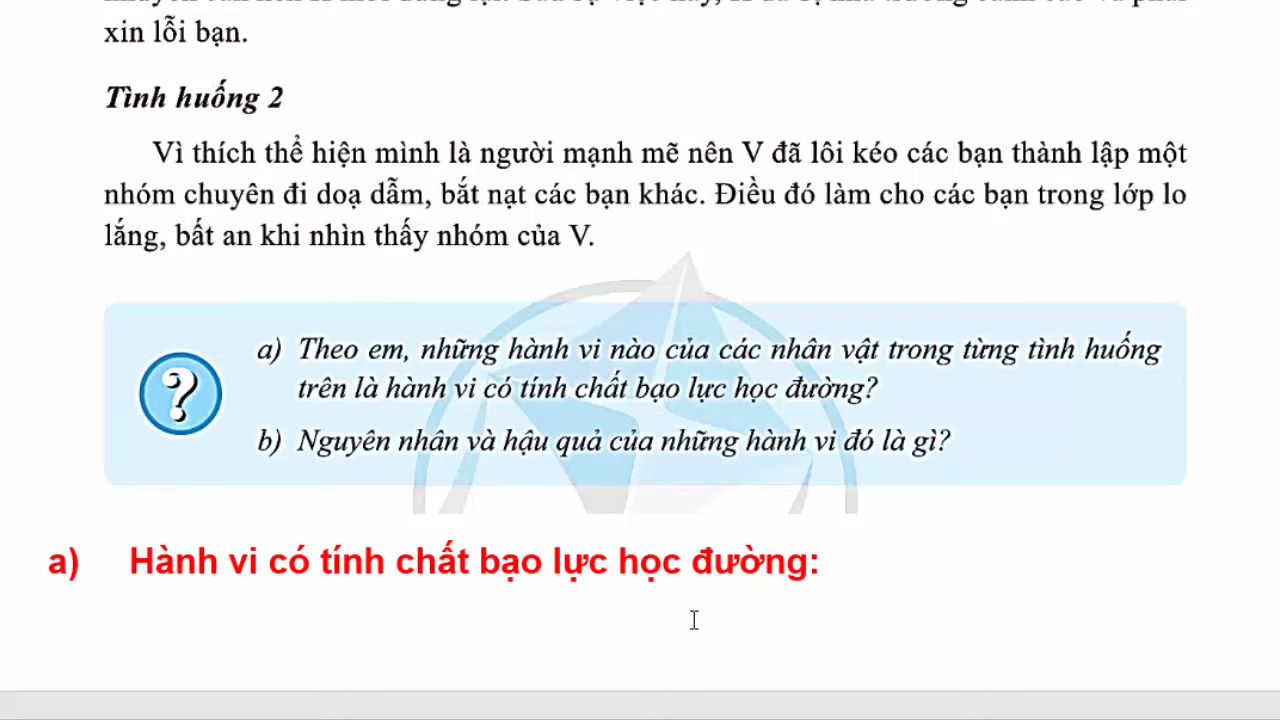 xin lỗi bạn.
Tình huống 2
Vì thích thể hiện mình là người mạnh mẽ nên V đã lôi kéo các bạn thành lập một
nhóm chuyên đi doạ dẫm, bắt nạt các bạn khác. Điều đó làm cho các bạn trong lớp lo
lắng, bất an khi nhìn thấy nhóm của V.
?
a) Theo em, những hành vi nào của các nhân vật trong từng tình huống
trên là hành vi có tính chất bạo lực học đường?
b) Nguyên nhân và hậu quả của những hành vi đó là gì?
a) Hành vi có tính chất bạo lực học đường: